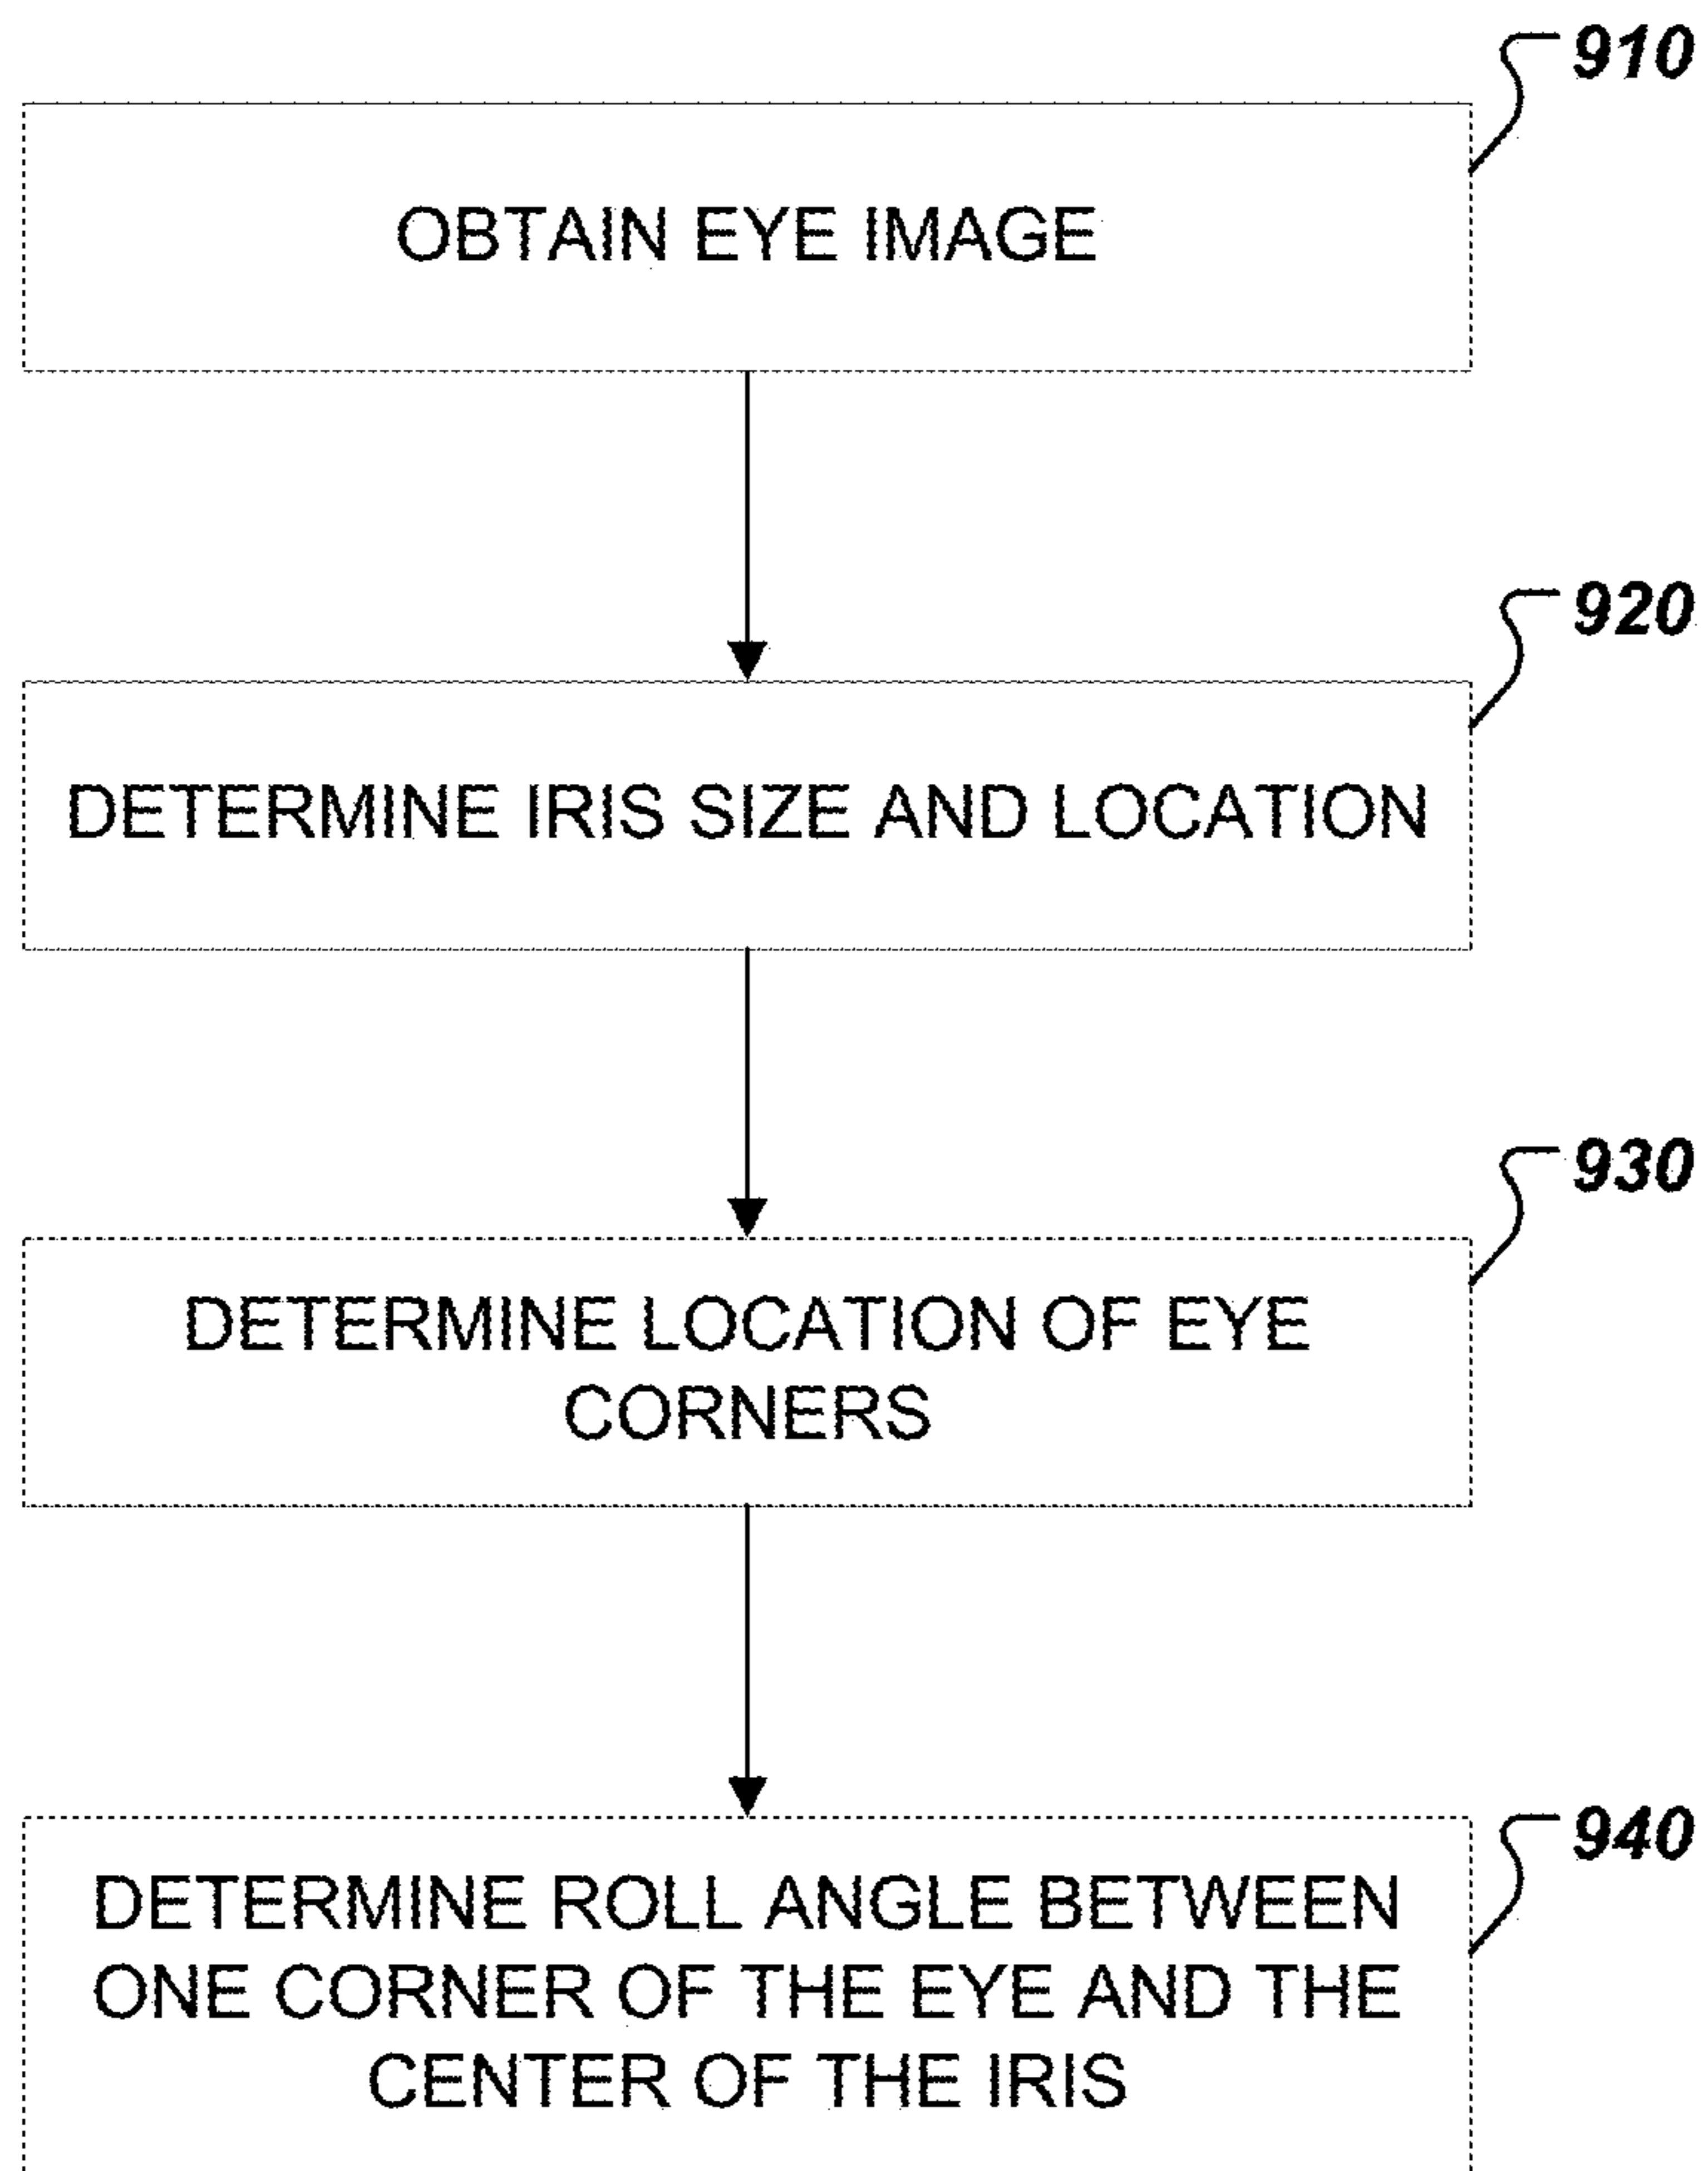 910
OBTAIN EYE IMAGE
920
DETERMINE IRIS SIZE AND LOCATION
930
DETERMINE LOCATION OF EYE
CORNERS
940
DETERMINE ROLL ANGLE BETWEEN
ONE CORNER OF THE EYE AND THE
CENTER OF THE IRIS